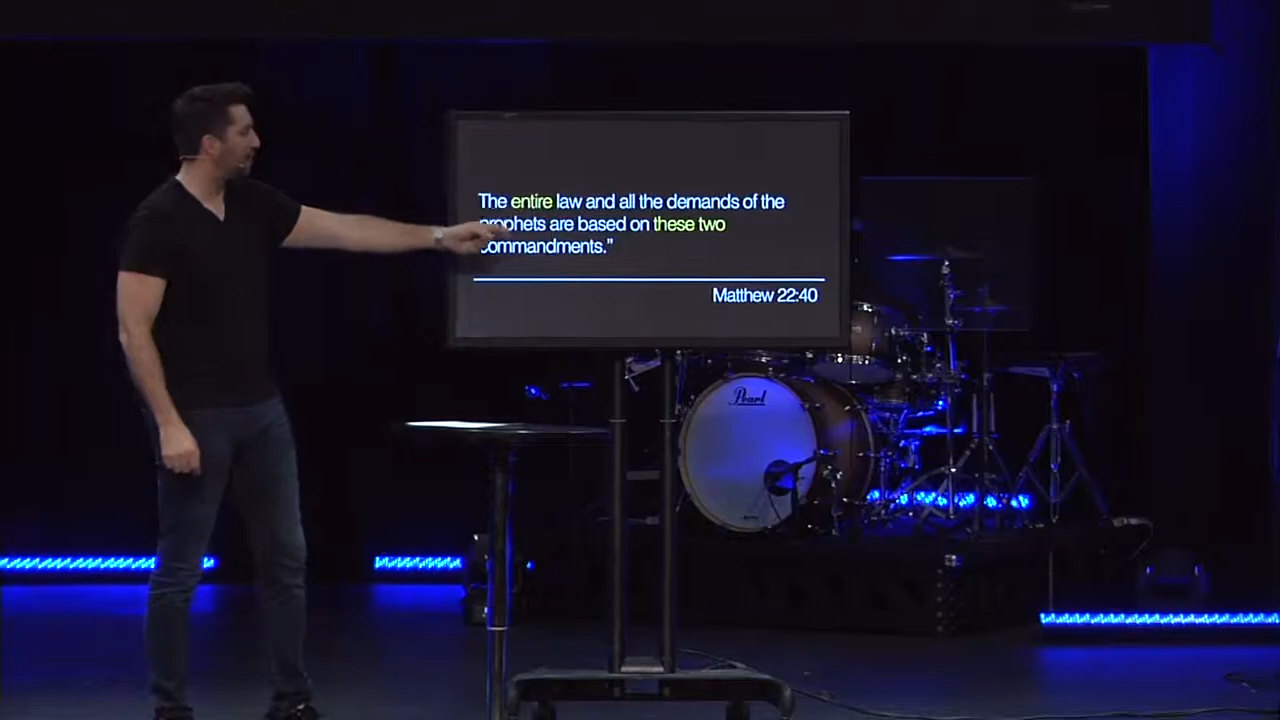 The entire law and all the demands of the
prophets are based on these two
commandments.”
Matthew 22:40
Pearl